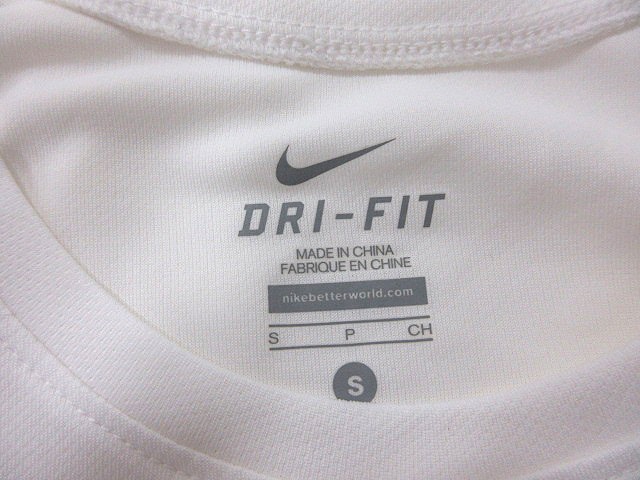 DRI-FIT
MADE IN CHINA
FABRIQUE EN CHINE
nikebetterworld.com
S P CH
S